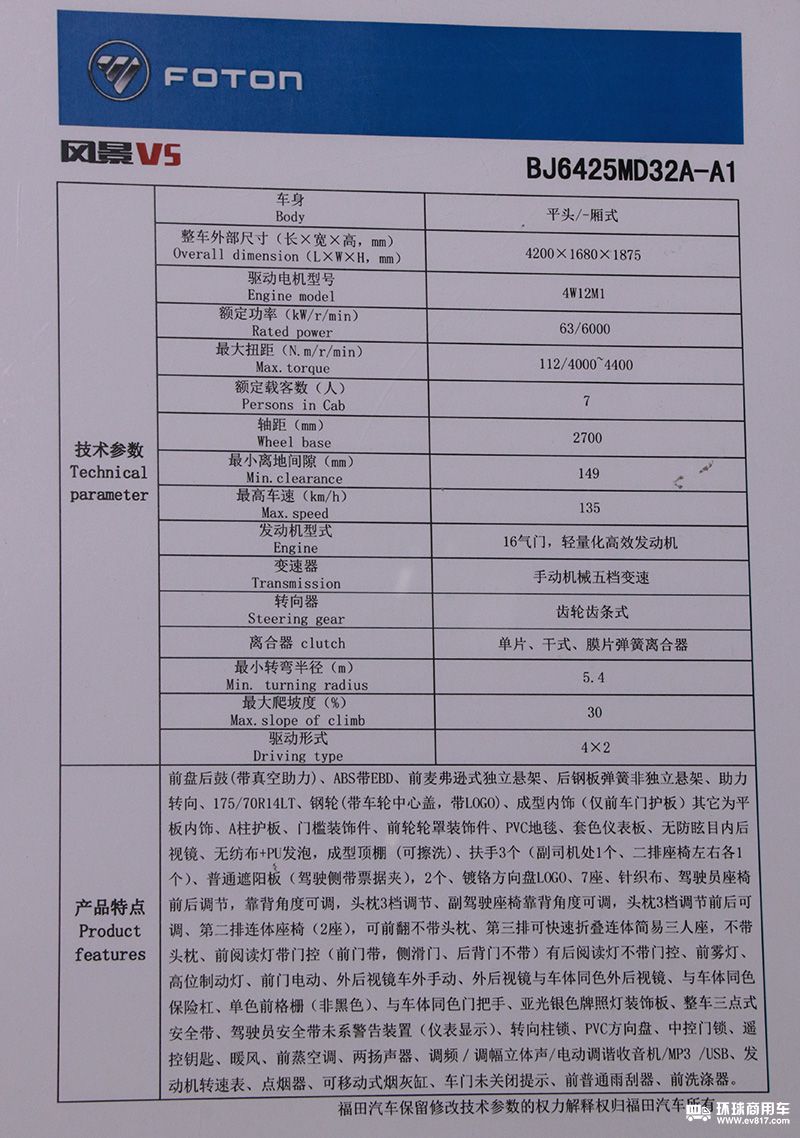 FOTON
风景V5
BJ6425MD32A-A1
技术参数
Technical
parameter
车身
Body
平头/-厢式
整车外部尺寸（长×宽×高，mm）
Overall dimension（L×W×H，mm）
4200×1680×1875
驱动电机型号
Engine model
4W12M1
额定功率（kW/r/min）
Rated power
63/6000
最大扭距（N.m/r/min）
Max.torque
112/4000~4400
额定载客数（人）
Persons in Cab
7
轴距（mm）
Wheel base
2700
最小离地间隙（mm）
Min.clearance
149
最高车速（km/h）
Max.speed
135
发动机型式
Engine
16气门，轻量化高效发动机
变速器
Transmission
手动机械五档变速
转向器
Steering gear
齿轮齿条式
离合器 clutch
单片、干式、膜片弹簧离合器
最小转弯半径（m）
Min. turning radius
5.4
最大爬坡度（%）
Max.slope of climb
30
驱动形式
Driving type
4×2
产品特点
Product
features
前盘后鼓(带真空助力)、ABS带EBD、前麦弗逊式独立悬架、后钢板弹簧非独立悬架、助力
转向、175/70R14LT、钢轮(带车轮中心盖，带LOGO)、成型内饰（仅前车门护板）其它为平
板内饰、A柱护板、门槛装饰件、前轮轮罩装饰件、PVC地毯、套色仪表板、无防眩目内后
视镜、无纺布+PU发泡，成型顶棚（可擦洗)、扶手3个（副司机处1个、二排座椅左右各1
个）、普通遮阳板（驾驶侧带票据夹），2个、镀铬方向盘LOGO、7座、针织布、驾驶员座椅
前后调节，靠背角度可调，头枕3档调节、副驾驶座椅靠背角度可调，头枕3档调节前后可
调、第二排连体座椅（2座），可前翻不带头枕、第三排可快速折叠连体简易三人座，不带
头枕、前阅读灯带门控（前门带，侧滑门、后背门不带）有后阅读灯不带门控、前雾灯、
高位制动灯、前门电动、外后视镜车外手动、外后视镜与车体同色外后视镜、与车体同色
保险杠、单色前格栅（非黑色）、与车体同色门把手、亚光银色牌照灯装饰板、整车三点式
安全带、驾驶员安全带未系警告装置（仪表显示）、转向柱锁、PVC方向盘、中控门锁、遥
控钥匙、暖风、前蒸空调、两扬声器、调频/调幅立体声/电动调谐收音机/MP3 /USB、发
动机转速表、点烟器、可移动式烟灰缸、车门未关闭提示、前普通雨刮器、前洗涤器。
福田汽车保留修改技术参数的权力解释权归福田汽车所有
环球商用车
www.ev817.com